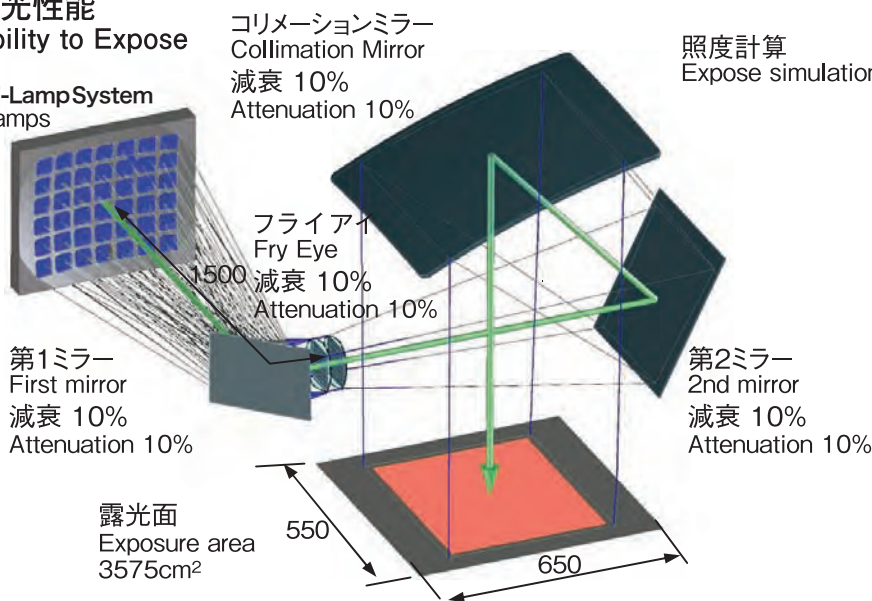 光性能
bility to Expose
-LampSystem
amps
コリメーションミラー
Collimation Mirror
減衰 10%
Attenuation 10%
照度計算
Expose simulation
フライアイ
Fry Eye
減衰 10%
Attenuation 10%
1500
第1ミラー
First mirror
減衰 10%
Attenuation 10%
第2ミラー
2nd mirror
減衰 10%
Attenuation 10%
露光面
Exposure area
3575cm²
550
650